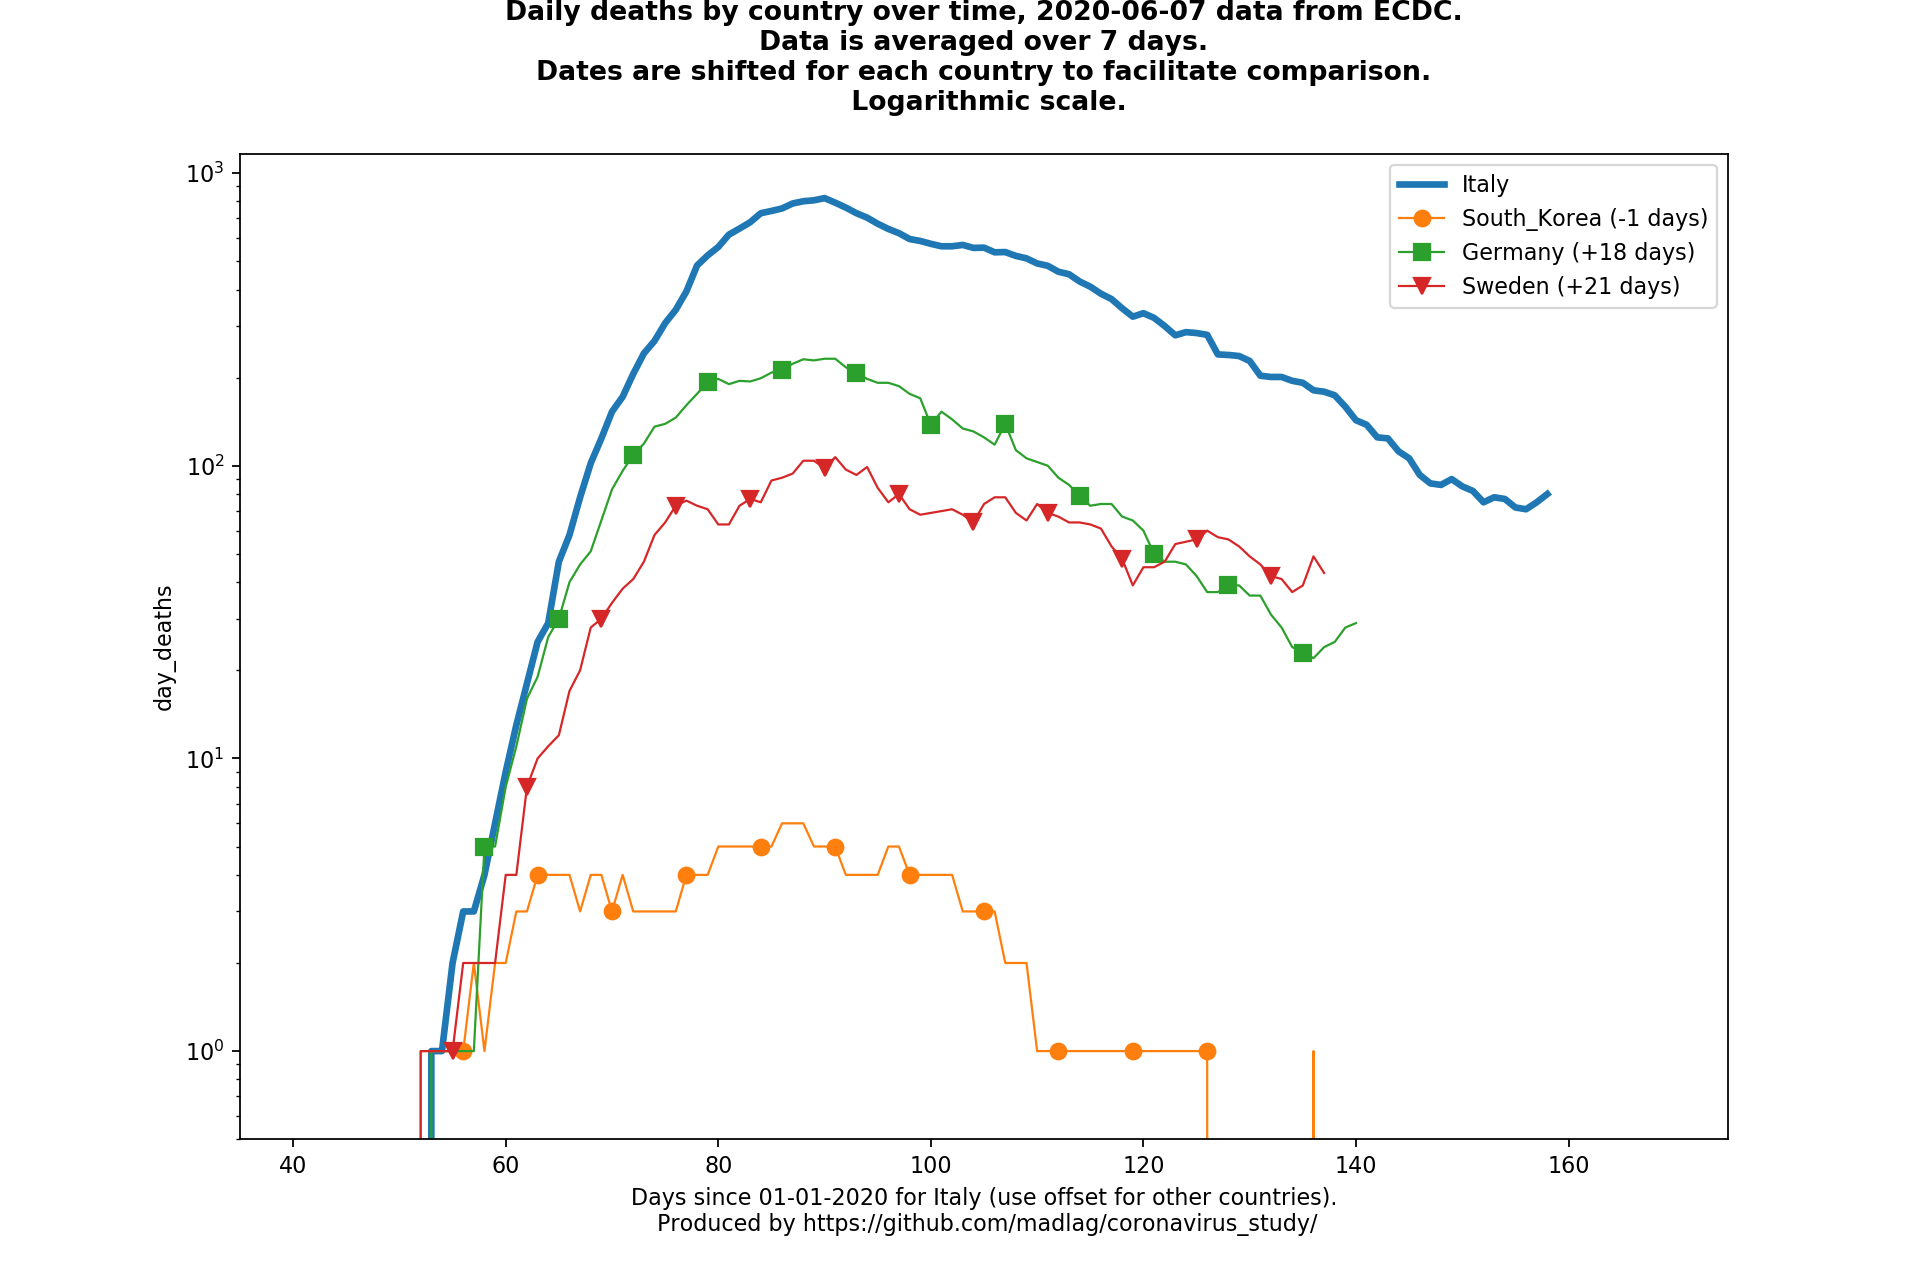 Daily deaths by country over time, 2020-06-07 data from ECDC.
Data is averaged over 7 days.
Dates are shifted for each country to facilitate comparison.
Logarithmic scale.
10³
10²
10¹
10⁰
day_deaths
Italy
South_Korea (-1 days)
Germany (+18 days)
Sweden (+21 days)
40 60 80 100 120 140 160
Days since 01-01-2020 for Italy (use offset for other countries).
Produced by https://github.com/madlag/coronavirus_study/